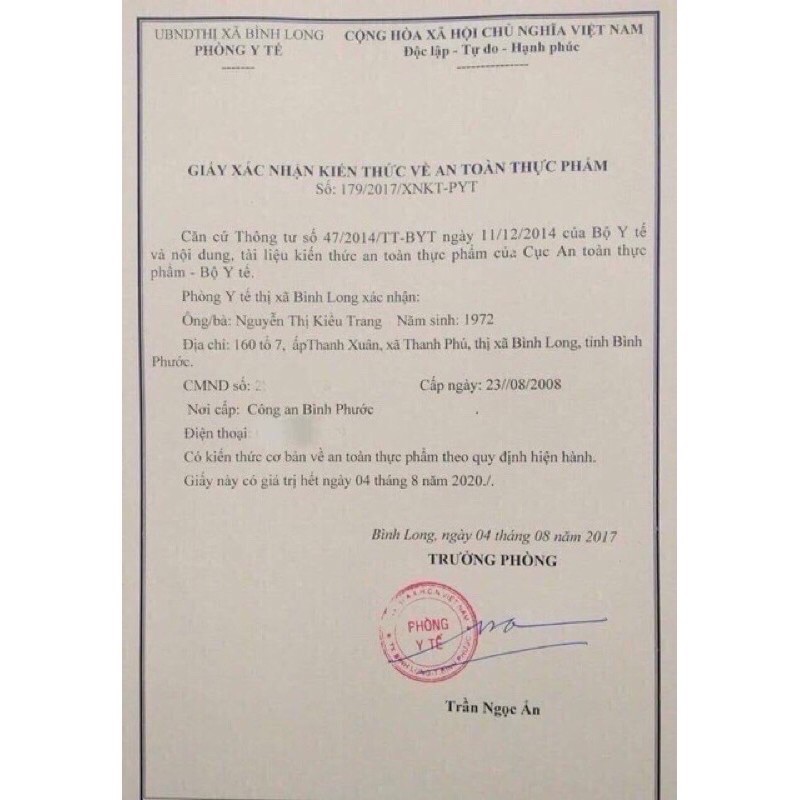 UBNDTHỊ XÃ BÌNH LONG
PHÒNG Y TẾ
CỘNG HÒA XÃ HỘI CHỦ NGHĨA VIỆT NAM
Độc lập - Tự do - Hạnh phúc
GIẤY XÁC NHẬN KIẾN THỨC VỀ AN TOÀN THỰC PHẨM
Số: 179/2017/XNKT-PYT
Căn cứ Thông tư số 47/2014/TT-BYT ngày 11/12/2014 của Bộ Y tế
và nội dung, tài liệu kiến thức an toàn thực phẩm của Cục An toàn thực
phẩm - Bộ Y tế.
Phòng Y tế thị xã Bình Long xác nhận:
Ông/bà: Nguyễn Thị Kiều Trang Năm sinh: 1972
Địa chỉ: 160 tổ 7, ấpThanh Xuân, xã Thanh Phú, thị xã Bình Long, tỉnh Bình
Phước.
CMND số: 2 Cấp ngày: 23//08/2008
Nơi cấp: Công an Bình Phước
Điện thoại:
Có kiến thức cơ bản về an toàn thực phẩm theo quy định hiện hành.
Giấy này có giá trị hết ngày 04 tháng 8 năm 2020./.
Bình Long, ngày 04 tháng 08 năm 2017
TRƯỞNG PHÒNG
PHÒNG
Y TẾ
Trần Ngọc Ẩn